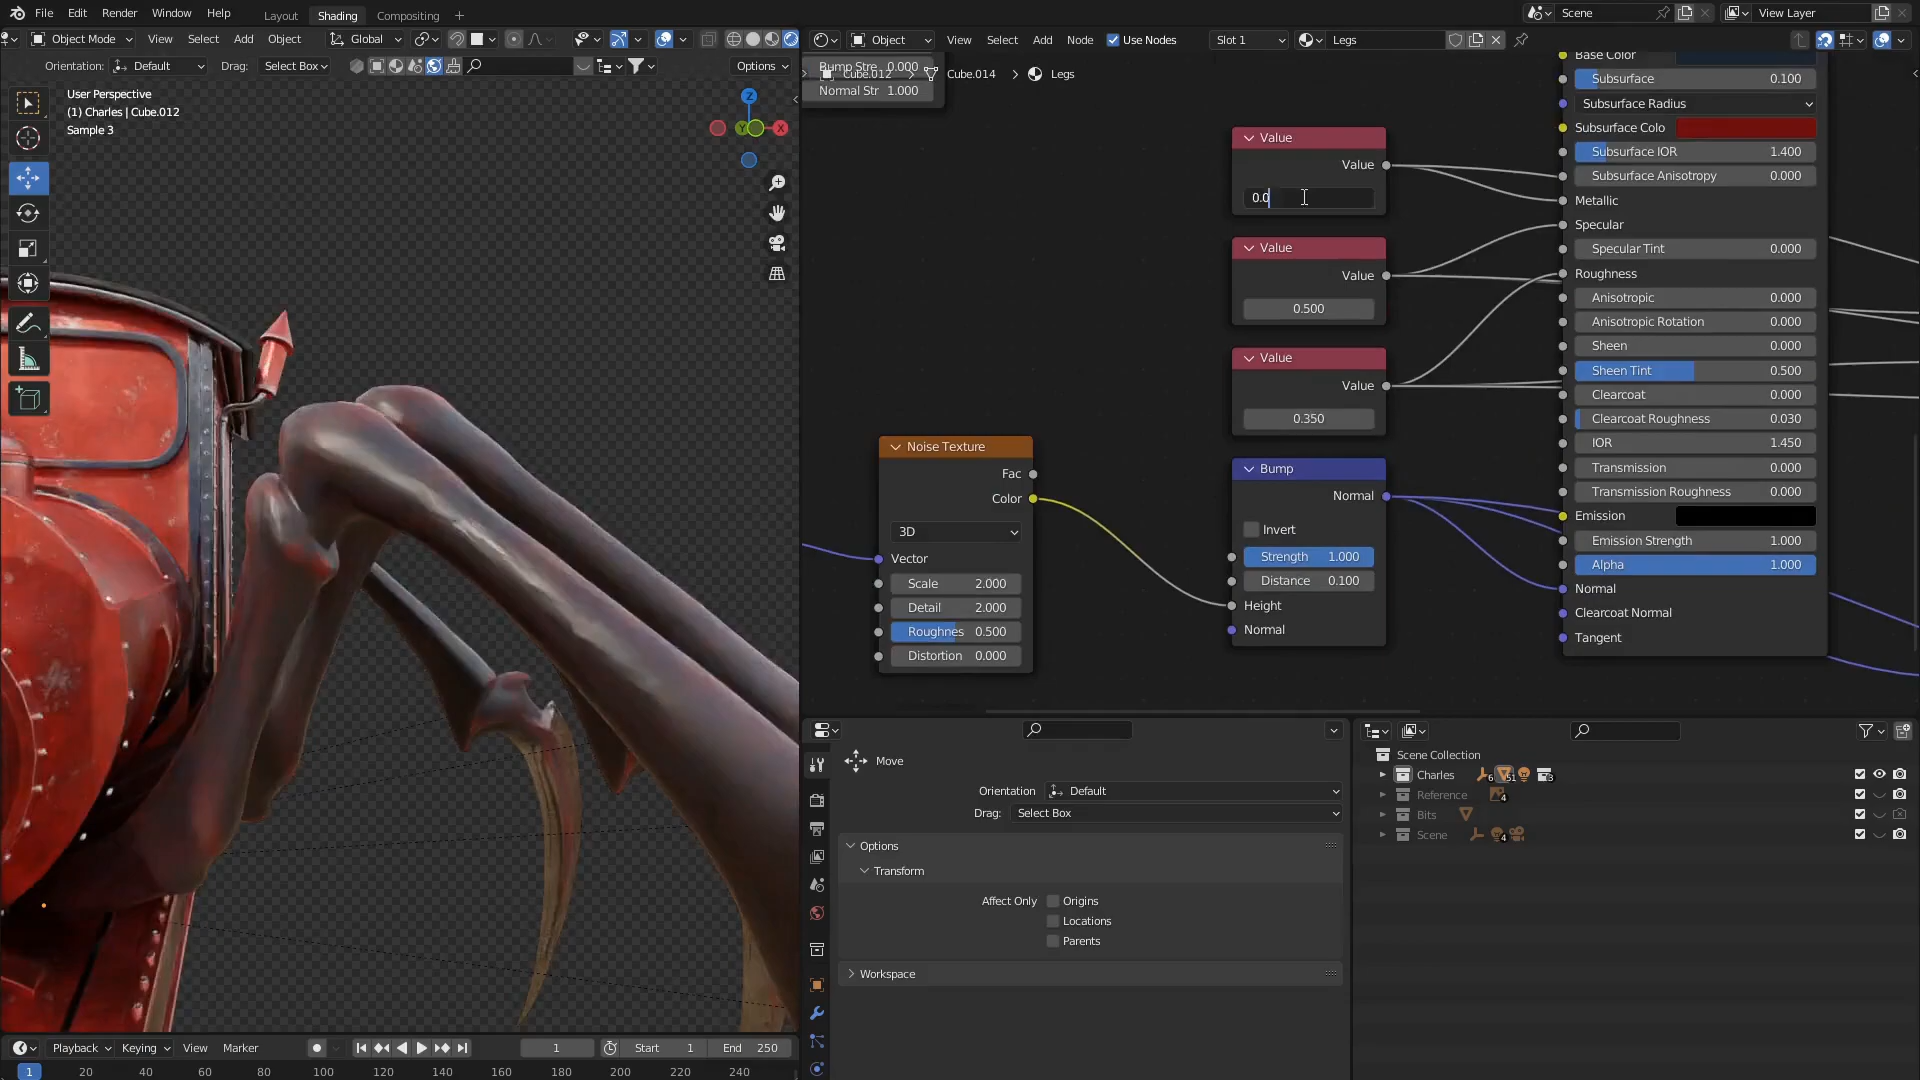 File Edit Render Window Help Layout Shading Compositing + Scene View Layer
Object Mode View Select Add Object Global
Object View Select Add Node Use Nodes Slot 1 Legs
Orientation: Default Drag: Select Box Options
User Perspective
(1) Charles | Cube.012
Sample 3
Z
Y
X
Bump Stre 0.000
Normal Str 1.000
Cube.012 > Cube.014 > Legs
Value
Value
0.0
Value
Value
0.500
Value
Value
0.350
Noise Texture
Fac
Color
3D
Vector
Scale 2.000
Detail 2.000
Roughnes 0.500
Distortion 0.000
Bump
Normal
Invert
Strength 1.000
Distance 0.100
Height
Normal
Base Color
Subsurface 0.100
Subsurface Radius
Subsurface Colo
Subsurface IOR 1.400
Subsurface Anisotropy 0.000
Metallic
Specular
Specular Tint 0.000
Roughness
Anisotropic 0.000
Anisotropic Rotation 0.000
Sheen 0.000
Sheen Tint 0.500
Clearcoat 0.000
Clearcoat Roughness 0.030
IOR 1.450
Transmission 0.000
Transmission Roughness 0.000
Emission
Emission Strength 1.000
Alpha 1.000
Normal
Clearcoat Normal
Tangent
Move
Orientation Default
Drag: Select Box
Options
Transform
Affect Only Origins
Locations
Parents
Workspace
Scene Collection
Charles 6 51 3
Reference 4
Bits
Scene 4
Playback Keying View Marker 1 Start 1 End 250
1 20 40 60 80 100 120 140 160 180 200 220 240